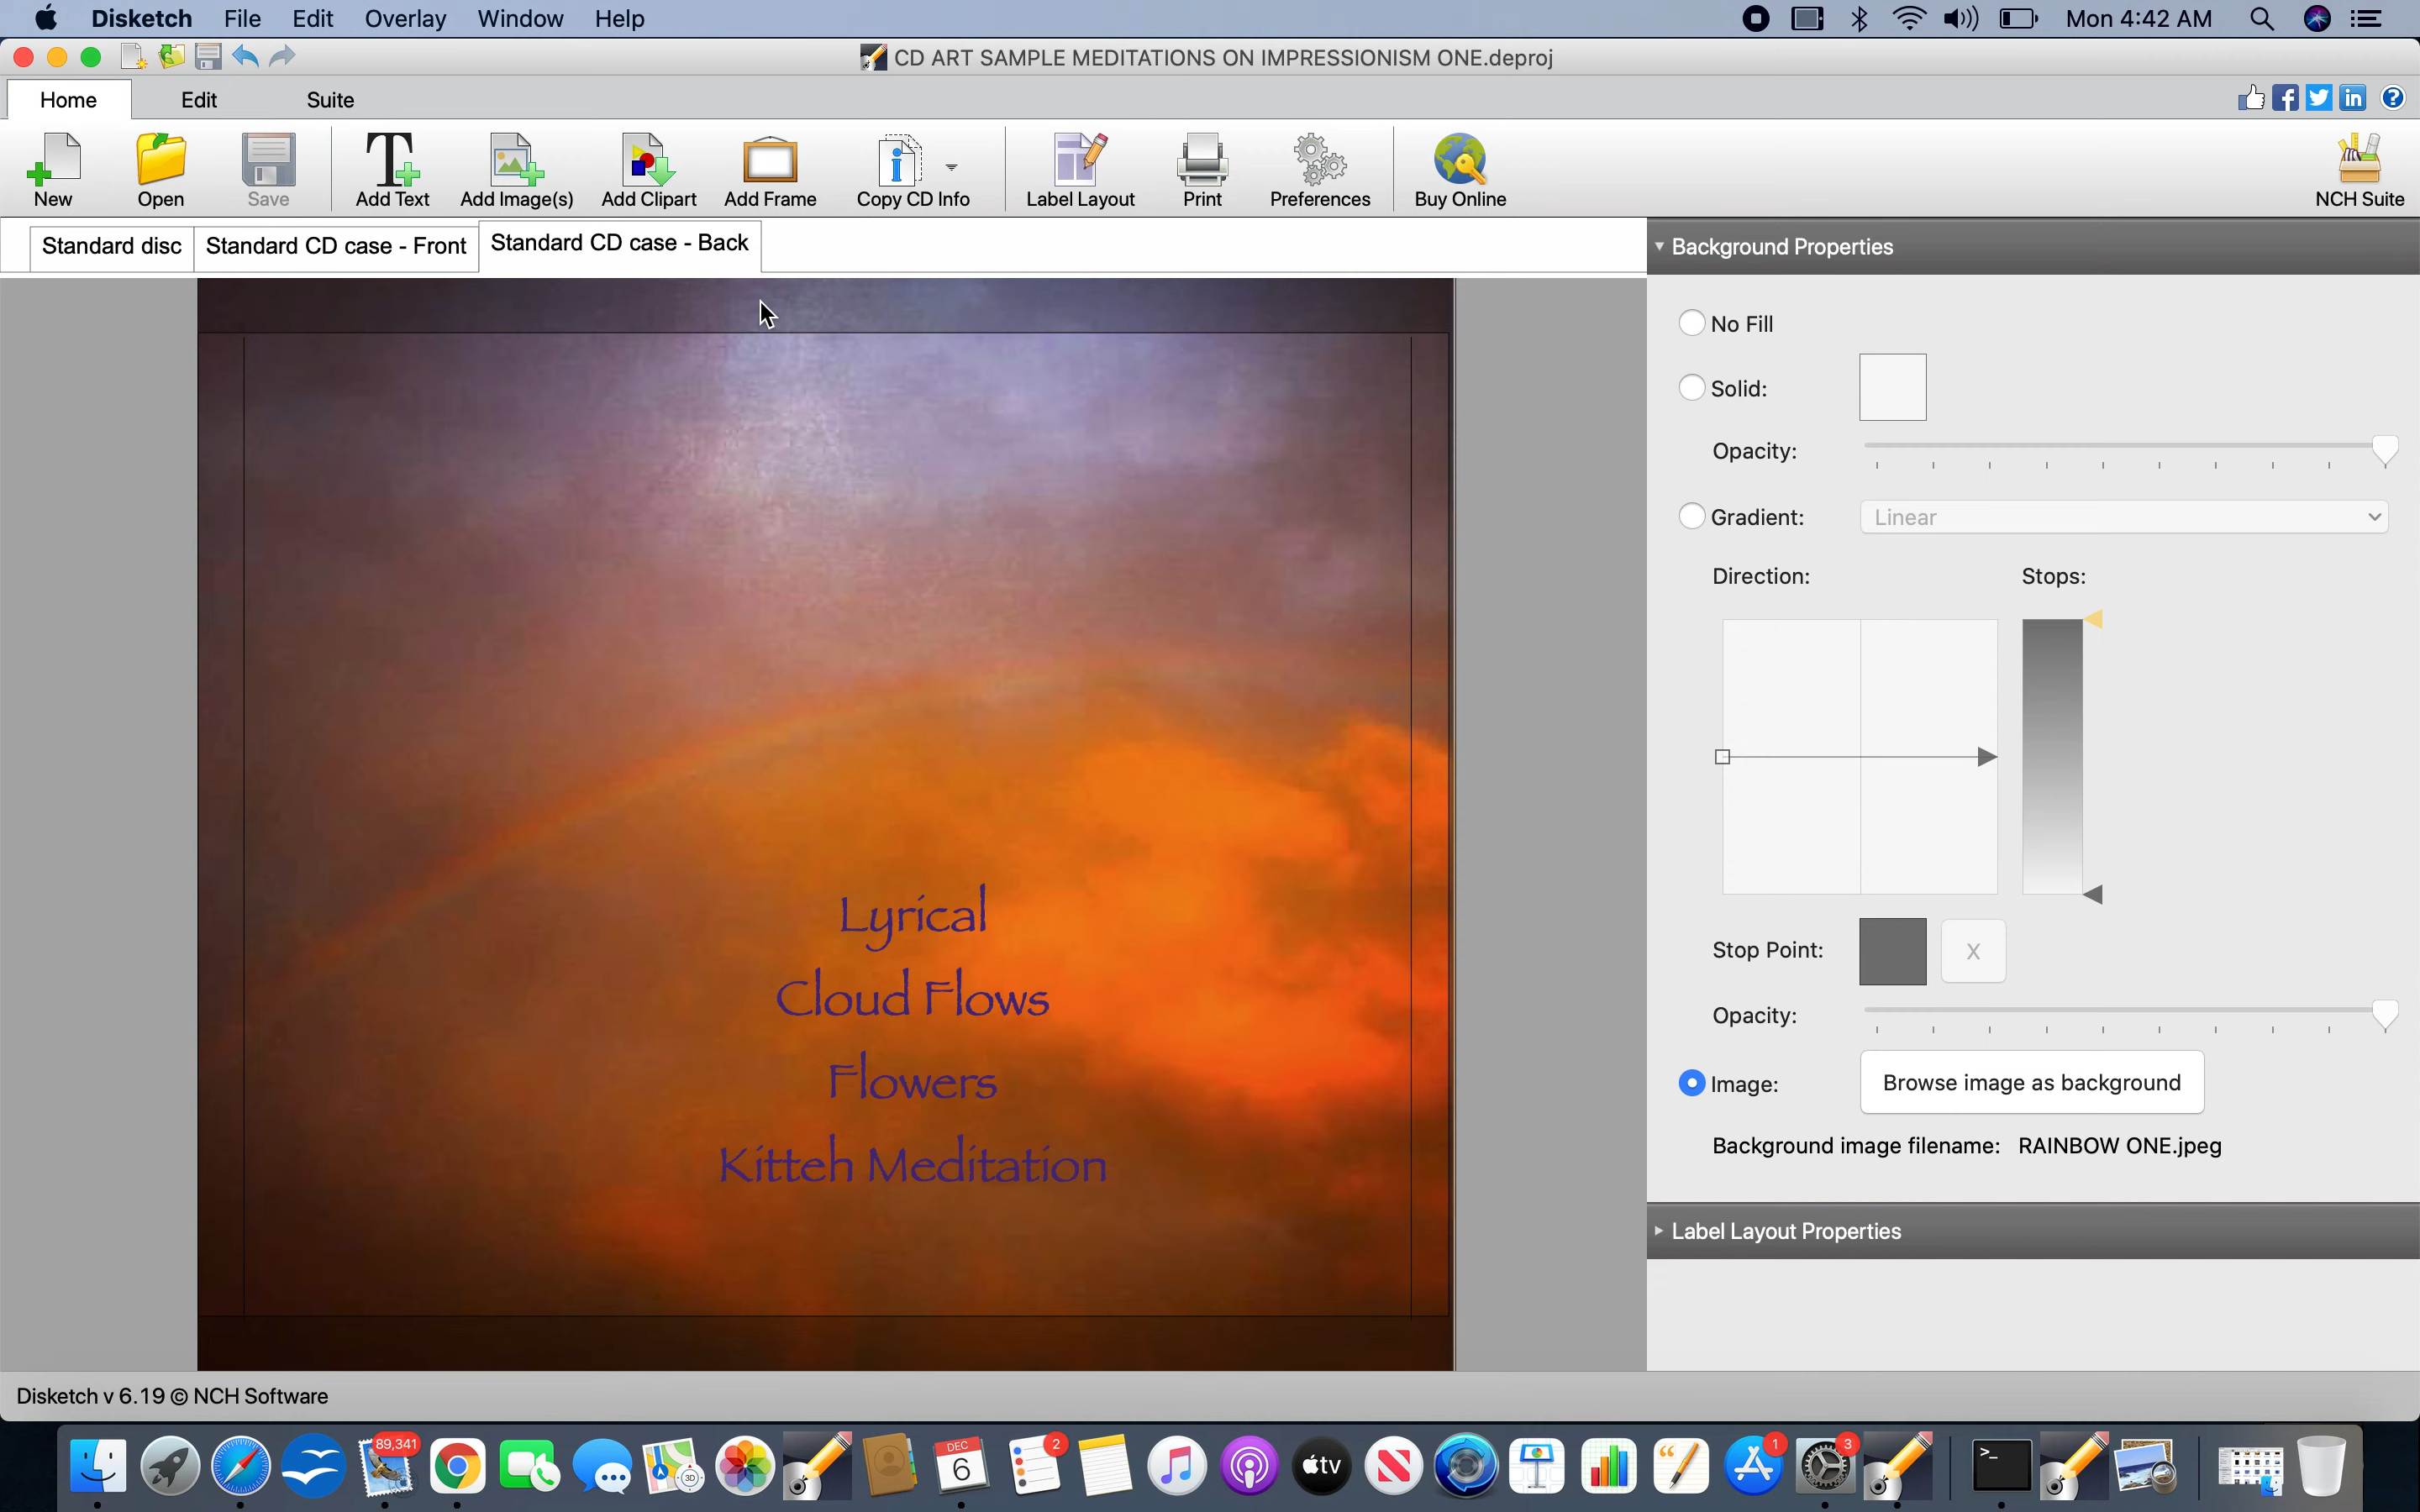 Disketch File Edit Overlay Window Help Mon 4:42 AM
CD ART SAMPLE MEDITATIONS ON IMPRESSIONISM ONE.deproj
Home Edit Suite
New Open Save Add Text Add Image(s) Add Clipart Add Frame Copy CD Info Label Layout Print Preferences Buy Online NCH Suite
Standard disc Standard CD case - Front Standard CD case - Back
Background Properties
No Fill
Solid:
Opacity:
Gradient: Linear
Direction: Stops:
Stop Point: X
Opacity:
Image: Browse image as background
Background image filename: RAINBOW ONE.jpeg
Label Layout Properties
Lyrical
Cloud Flows
Flowers
Kitteh Meditation
Disketch v 6.19 © NCH Software
89,341 3D DEC 6 2 tv 1 3